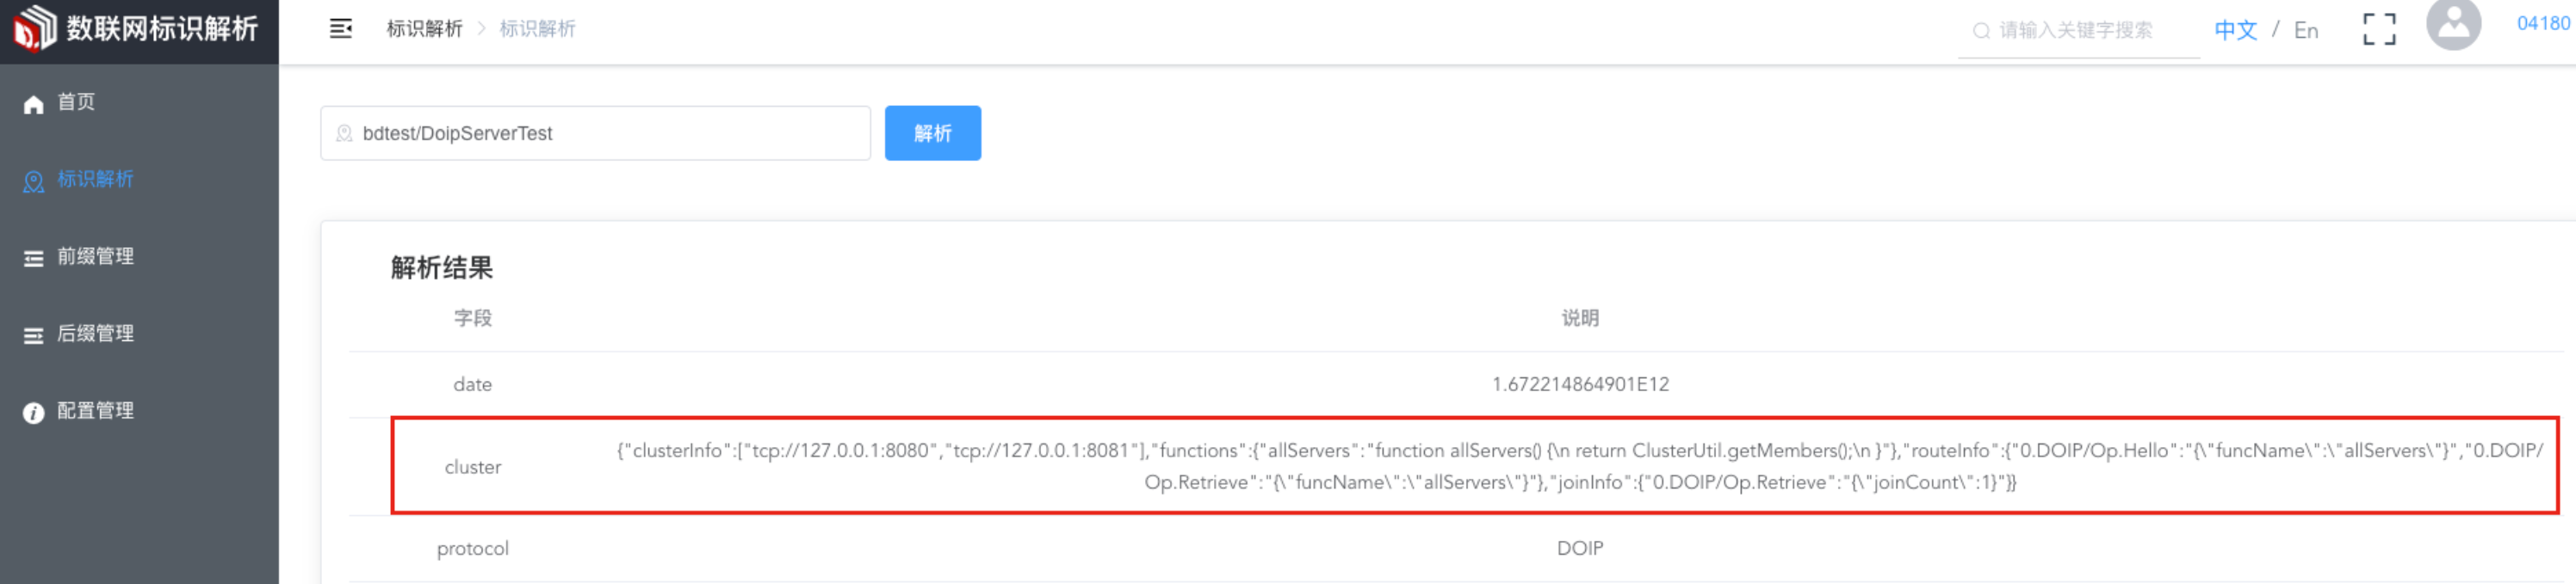 数联网标识解析
标识解析 > 标识解析
请输入关键字搜索
中文 / En
04180
首页
标识解析
前缀管理
后缀管理
配置管理
bdtest/DoipServerTest
解析
解析结果
字段 说明
date 1.672214864901E12
cluster {"clusterInfo":["tcp://127.0.0.1:8080","tcp://127.0.0.1:8081"],"functions":{"allServers":"function allServers() {\n return ClusterUtil.getMembers();\n }"},"routeInfo":{"0.DOIP/Op.Hello":"{\"funcName\":\"allServers\"}","0.DOIP/
Op.Retrieve":"{\"funcName\":\"allServers\"}"},"joinInfo":{"0.DOIP/Op.Retrieve":"{\"joinCount\":1}"}}
protocol DOIP